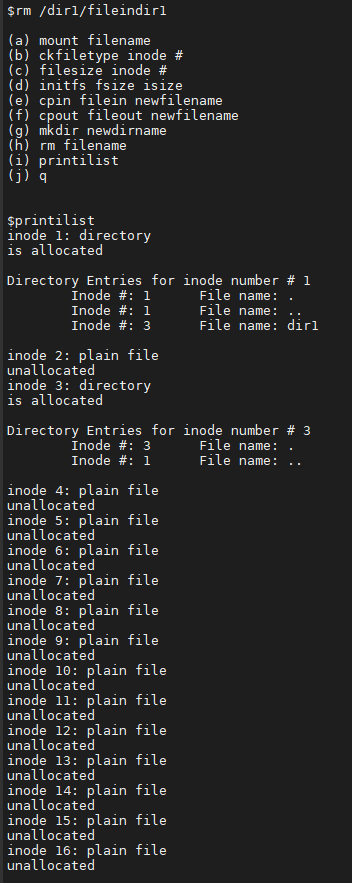 $rm /dir1/fileindir1
(a) mount filename
(b) ckfiletype inode #
(c) filesize inode #
(d) initfs fsize isize
(e) cpin filein newfilename
(f) cpout fileout newfilename
(g) mkdir newdirname
(h) rm filename
(i) printilist
(j) q
$printilist
inode 1: directory
is allocated
Directory Entries for inode number # 1
Inode #: 1 File name: .
Inode #: 1 File name: ..
Inode #: 3 File name: dir1
inode 2: plain file
unallocated
inode 3: directory
is allocated
Directory Entries for inode number # 3
Inode #: 3 File name: .
Inode #: 1 File name: ..
inode 4: plain file
unallocated
inode 5: plain file
unallocated
inode 6: plain file
unallocated
inode 7: plain file
unallocated
inode 8: plain file
unallocated
inode 9: plain file
unallocated
inode 10: plain file
unallocated
inode 11: plain file
unallocated
inode 12: plain file
unallocated
inode 13: plain file
unallocated
inode 14: plain file
unallocated
inode 15: plain file
unallocated
inode 16: plain file
unallocated